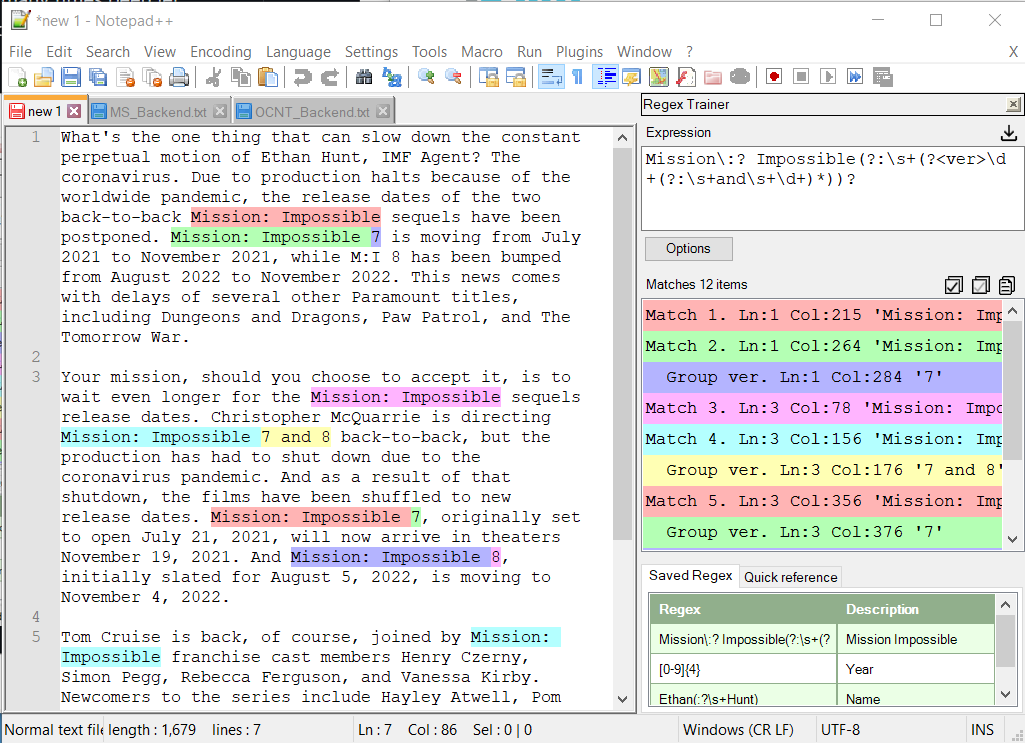 *new 1 - Notepad++
File Edit Search View Encoding Language Settings Tools Macro Run Plugins Window ? X
new 1 MS_Backend.txt OCNT_Backend.txt
1 What's the one thing that can slow down the constant
perpetual motion of Ethan Hunt, IMF Agent? The
coronavirus. Due to production halts because of the
worldwide pandemic, the release dates of the two
back-to-back Mission: Impossible sequels have been
postponed. Mission: Impossible 7 is moving from July
2021 to November 2021, while M:I 8 has been bumped
from August 2022 to November 2022. This news comes
with delays of several other Paramount titles,
including Dungeons and Dragons, Paw Patrol, and The
Tomorrow War.
2
3 Your mission, should you choose to accept it, is to
wait even longer for the Mission: Impossible sequels
release dates. Christopher McQuarrie is directing
Mission: Impossible 7 and 8 back-to-back, but the
production has had to shut down due to the
coronavirus pandemic. And as a result of that
shutdown, the films have been shuffled to new
release dates. Mission: Impossible 7, originally set
to open July 21, 2021, will now arrive in theaters
November 19, 2021. And Mission: Impossible 8,
initially slated for August 5, 2022, is moving to
November 4, 2022.
4
5 Tom Cruise is back, of course, joined by Mission:
Impossible franchise cast members Henry Czerny,
Simon Pegg, Rebecca Ferguson, and Vanessa Kirby.
Newcomers to the series include Hayley Atwell, Pom
Regex Trainer
Expression
Mission\:? Impossible(?:\s+(?<ver>\d
+(?:\s+and\s+\d+)*))?
Options
Matches 12 items
Match 1. Ln:1 Col:215 'Mission: Imp
Match 2. Ln:1 Col:264 'Mission: Imp
Group ver. Ln:1 Col:284 '7'
Match 3. Ln:3 Col:78 'Mission: Impo
Match 4. Ln:3 Col:156 'Mission: Imp
Group ver. Ln:3 Col:176 '7 and 8'
Match 5. Ln:3 Col:356 'Mission: Imp
Group ver. Ln:3 Col:376 '7'
Saved Regex Quick reference
Regex Description
Mission\:? Impossible(?:\s+(? Mission Impossible
[0-9]{4} Year
Ethan(:?\s+Hunt) Name
Normal text file length : 1,679 lines : 7 Ln : 7 Col : 86 Sel : 0 | 0 Windows (CR LF) UTF-8 INS